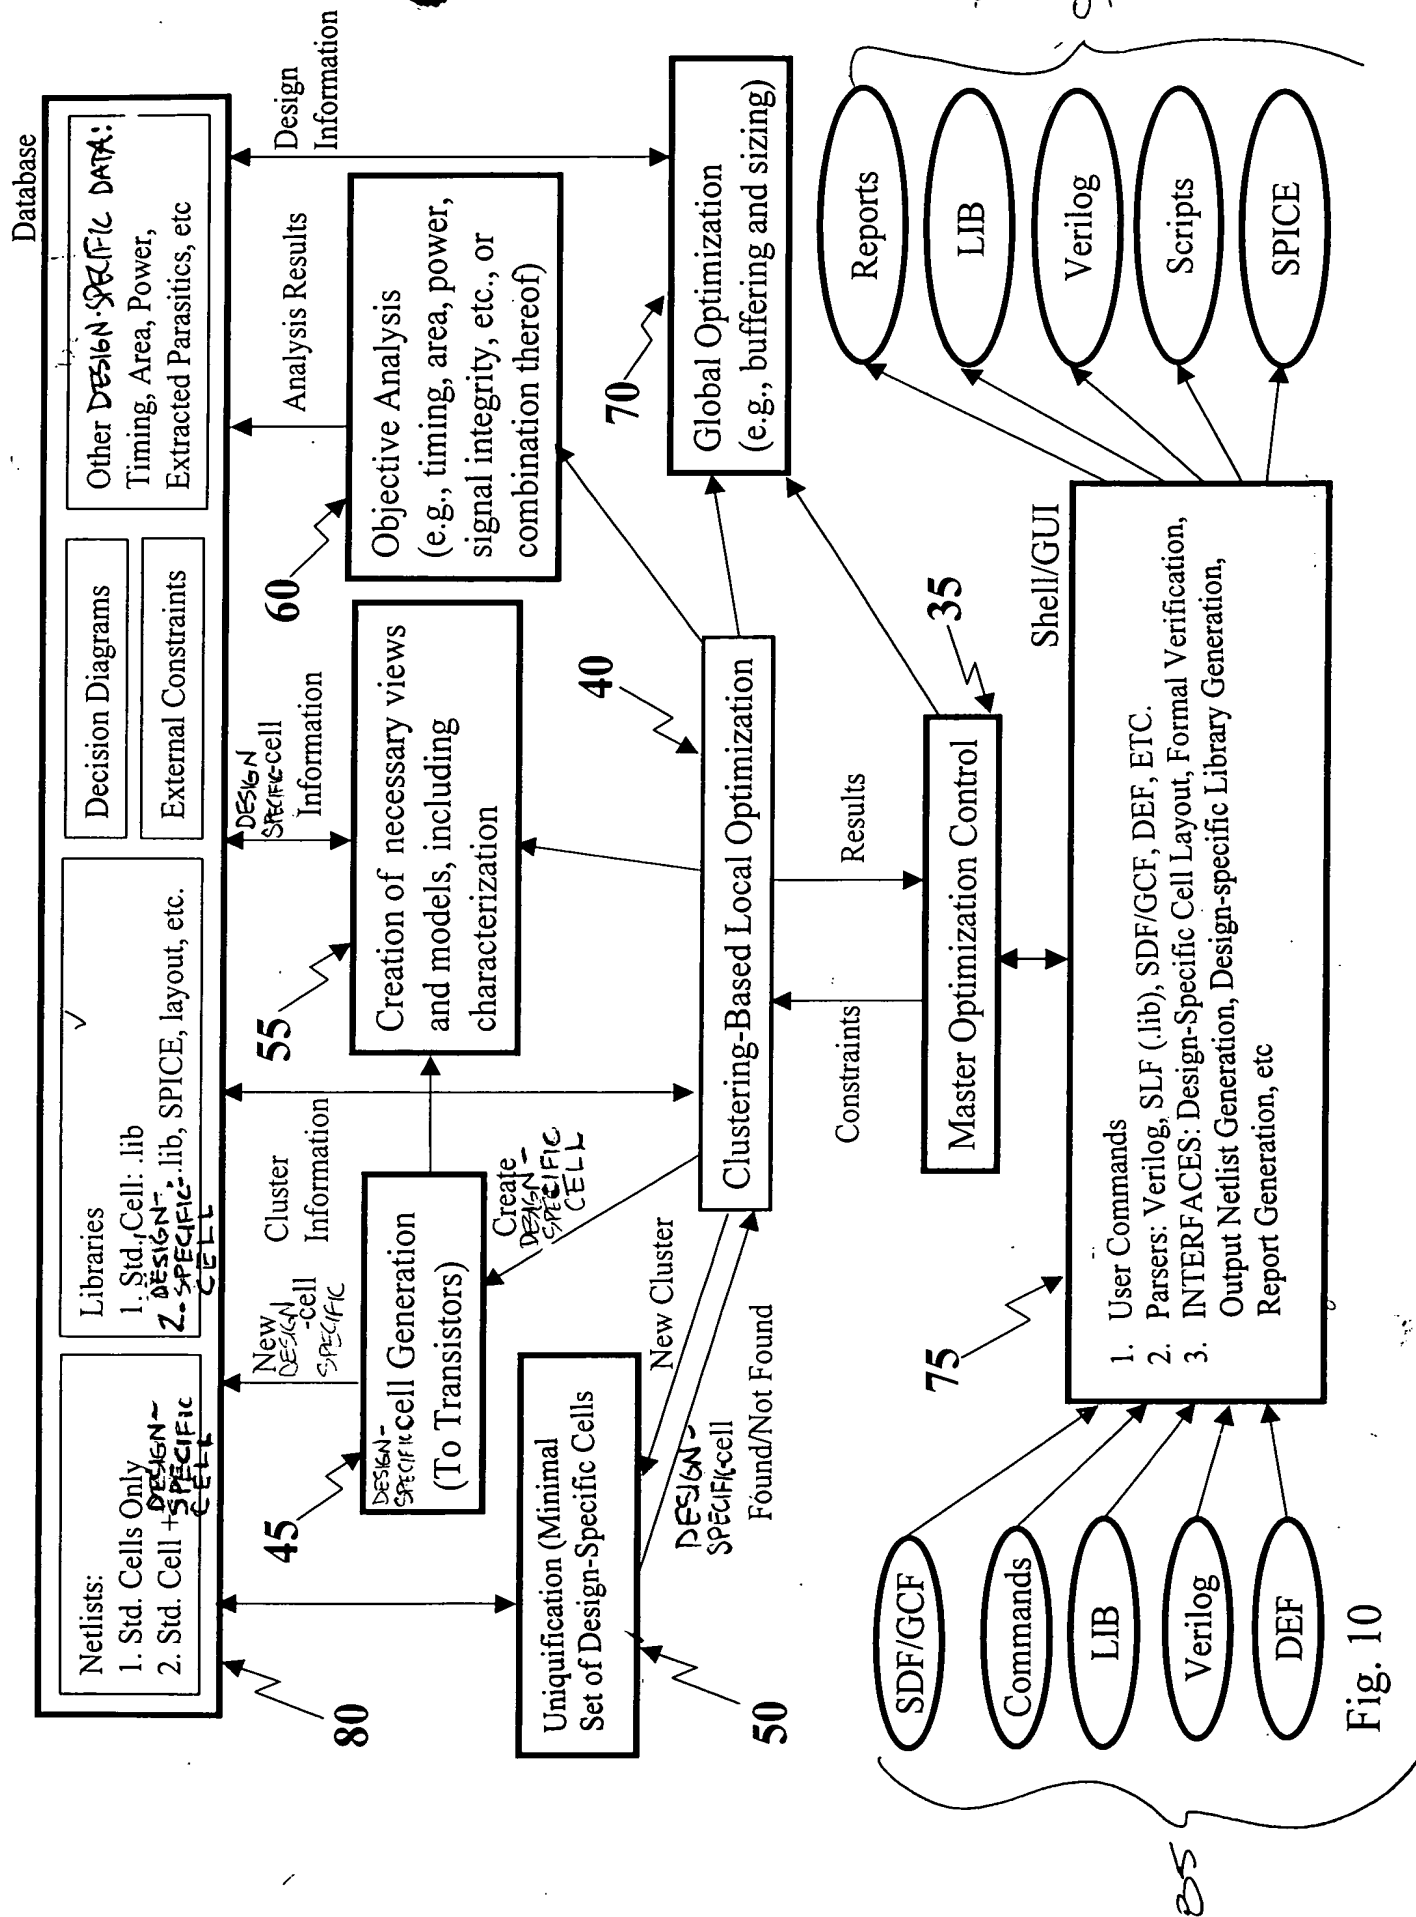 Database
Netlists:
1. Std. Cells Only
2. Std. Cell + DESIGN-
SPECIFIC
CELL
Libraries
1. Std. Cell: .lib
2. DESIGN-
SPECIFIC-.lib, SPICE, layout, etc.
CELL
Decision Diagrams
External Constraints
Other DESIGN-SPECIFIC DATA:
Timing, Area, Power,
Extracted Parasitics, etc
80
New
DESIGN
-cell
SPECIFIC
Cluster
Information
DESIGN
SPECIFIC-cell
Information
Analysis Results
Design
Information
45
DESIGN-
SPECIFIC cell Generation
(To Transistors)
55
Creation of necessary views
and models, including
characterization
60
Objective Analysis
(e.g., timing, area, power,
signal integrity, etc., or
combination thereof)
Create
DESIGN-
SPECIFIC
CELL
Uniquification (Minimal
Set of Design-Specific Cells
50
New Cluster
DESIGN-
SPECIFIC-cell
Found/Not Found
40
Clustering-Based Local Optimization
70
Global Optimization
(e.g., buffering and sizing)
Constraints
Results
35
Master Optimization Control
75
Shell/GUI
1. User Commands
2. Parsers: Verilog, SLF (.lib), SDF/GCF, DEF, ETC.
3. INTERFACES: Design-Specific Cell Layout, Formal Verification,
Output Netlist Generation, Design-specific Library Generation,
Report Generation, etc
SDF/GCF
Commands
LIB
Verilog
DEF
Reports
LIB
Verilog
Scripts
SPICE
85
Fig. 10